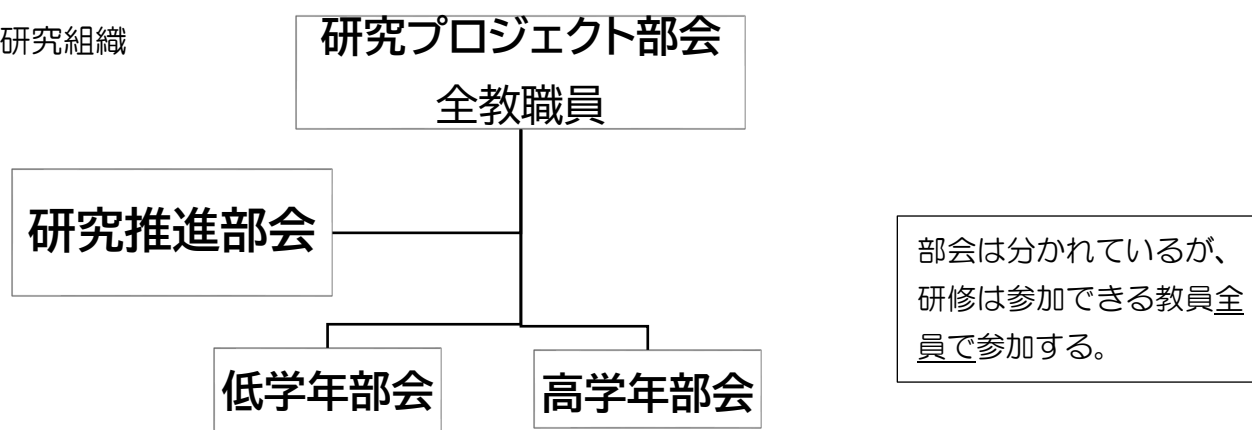 研究組織
研究プロジェクト部会
全教職員
研究推進部会
部会は分かれているが、
研修は参加できる教員全
員で参加する。
低学年部会
高学年部会